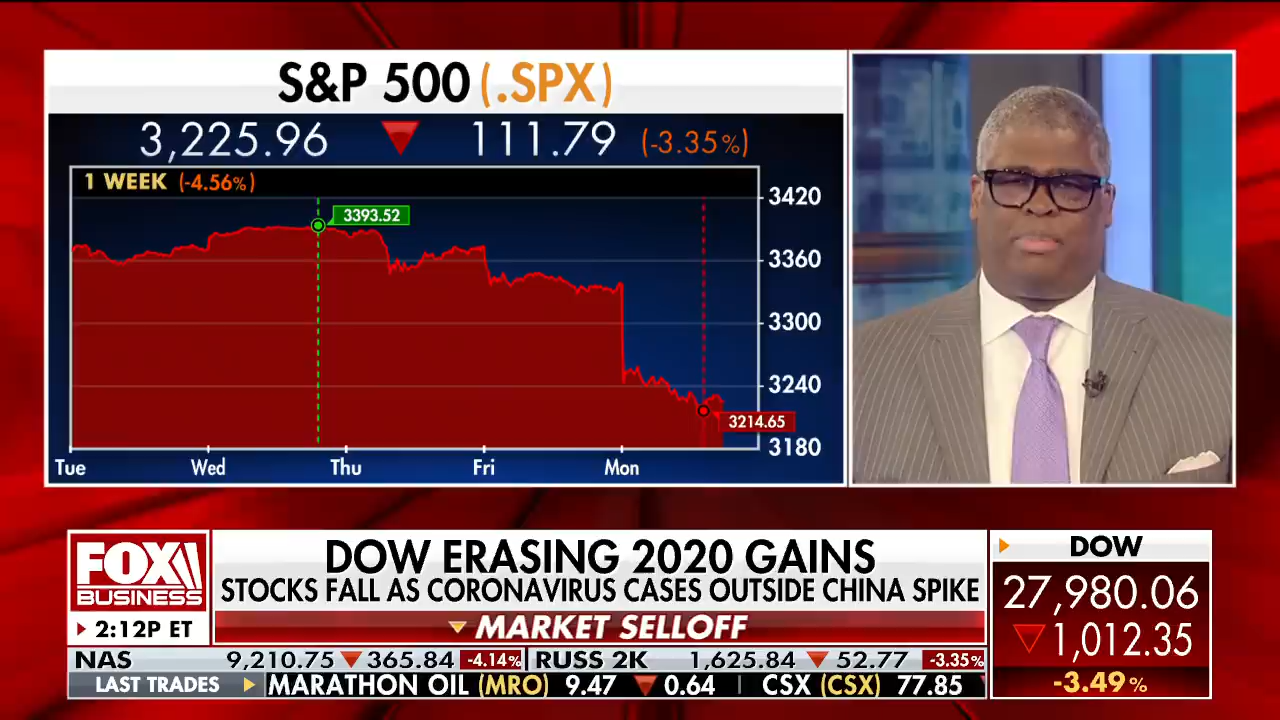 S&P 500 (.SPX)
3,225.96 ▼ 111.79 (-3.35%)
1 WEEK (-4.56%)
3393.52
3420
3360
3300
3240
3214.65
3180
Tue Wed Thu Fri Mon
FOX
BUSINESS
2:12P ET
DOW ERASING 2020 GAINS
STOCKS FALL AS CORONAVIRUS CASES OUTSIDE CHINA SPIKE
MARKET SELLOFF
DOW
27,980.06
▼ 1,012.35
-3.49%
NAS 9,210.75 ▼ 365.84 -4.14% RUSS 2K 1,625.84 ▼ 52.77 -3.35%
LAST TRADES MARATHON OIL (MRO) 9.47 ▼ 0.64 | CSX (CSX) 77.85